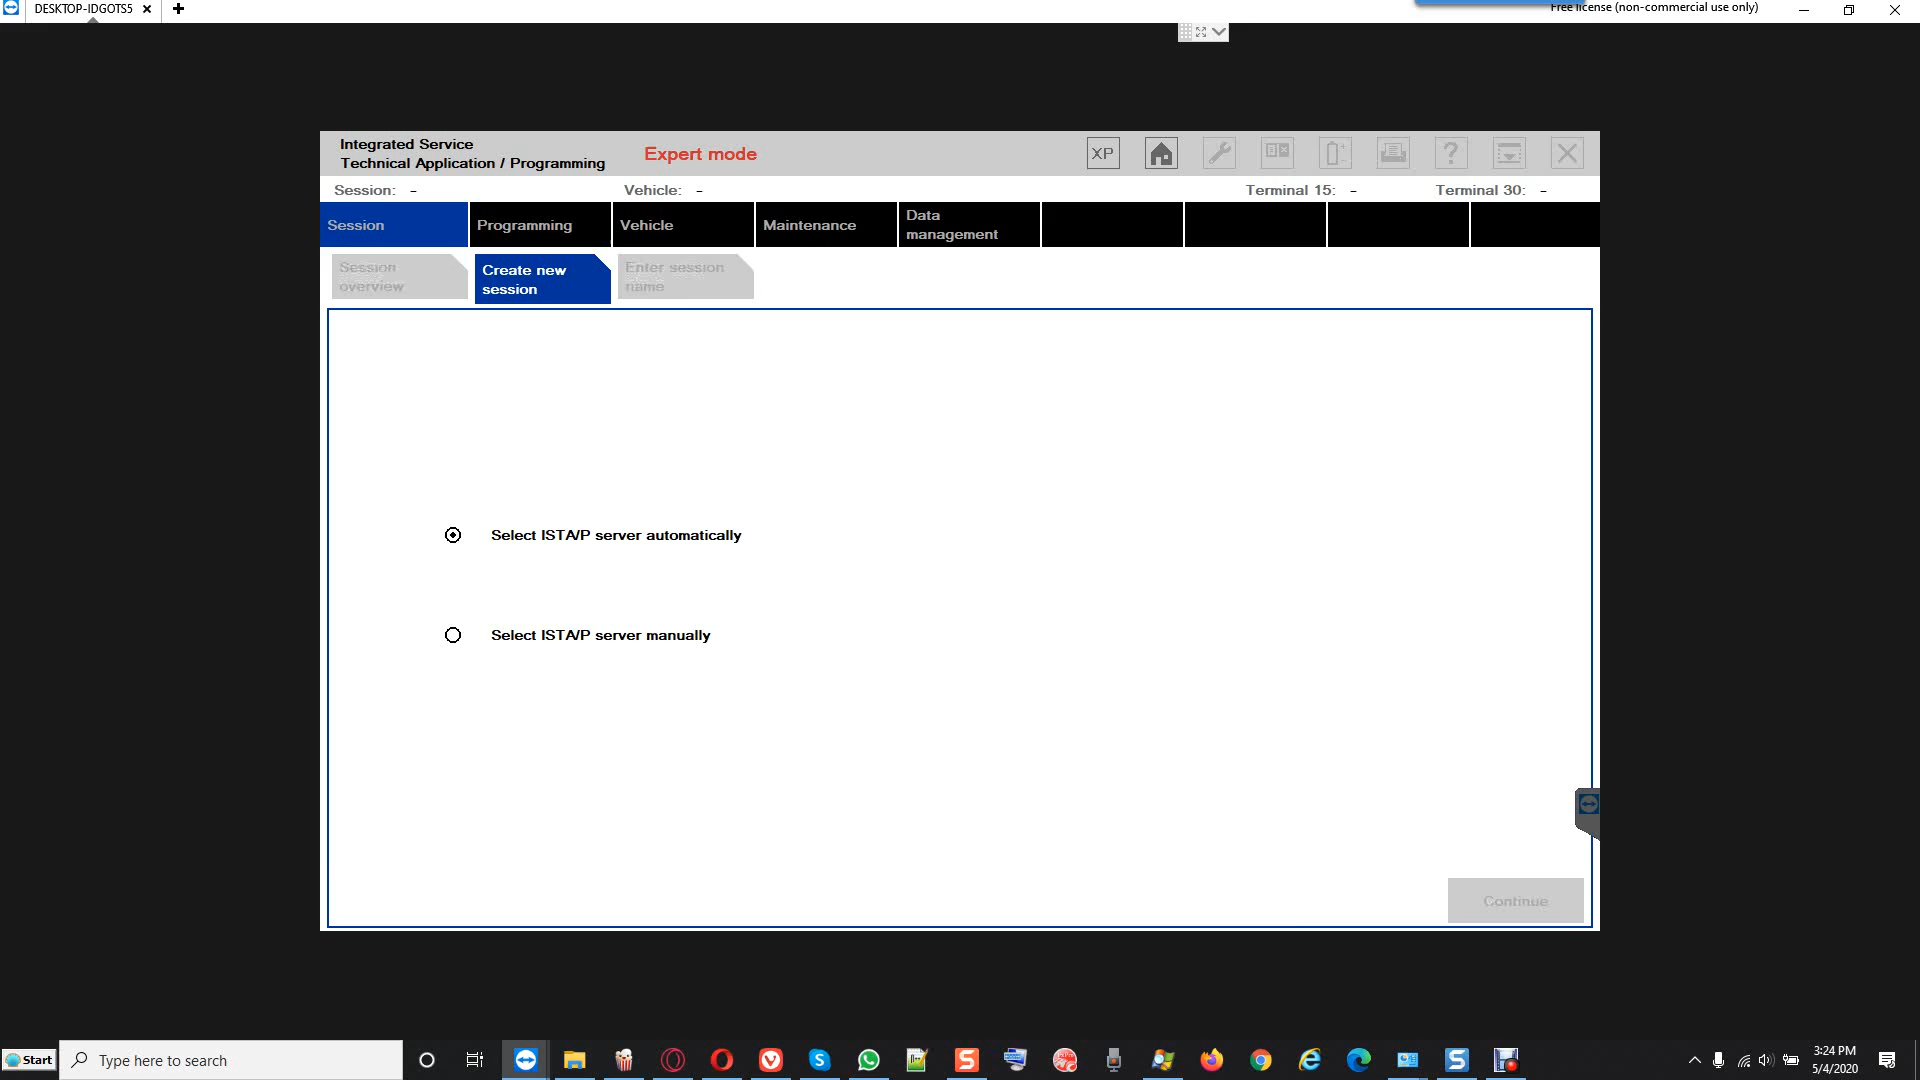 DESKTOP-IDGOTS5
Free license (non-commercial use only)
Integrated Service
Technical Application / Programming
Expert mode
XP
Session: -
Vehicle: -
Terminal 15: -
Terminal 30: -
Session
Programming
Vehicle
Maintenance
Data
management
Session
overview
Create new
session
Enter session
name
Select ISTA/P server automatically
Select ISTA/P server manually
Continue
Start
Type here to search
3:24 PM
5/4/2020